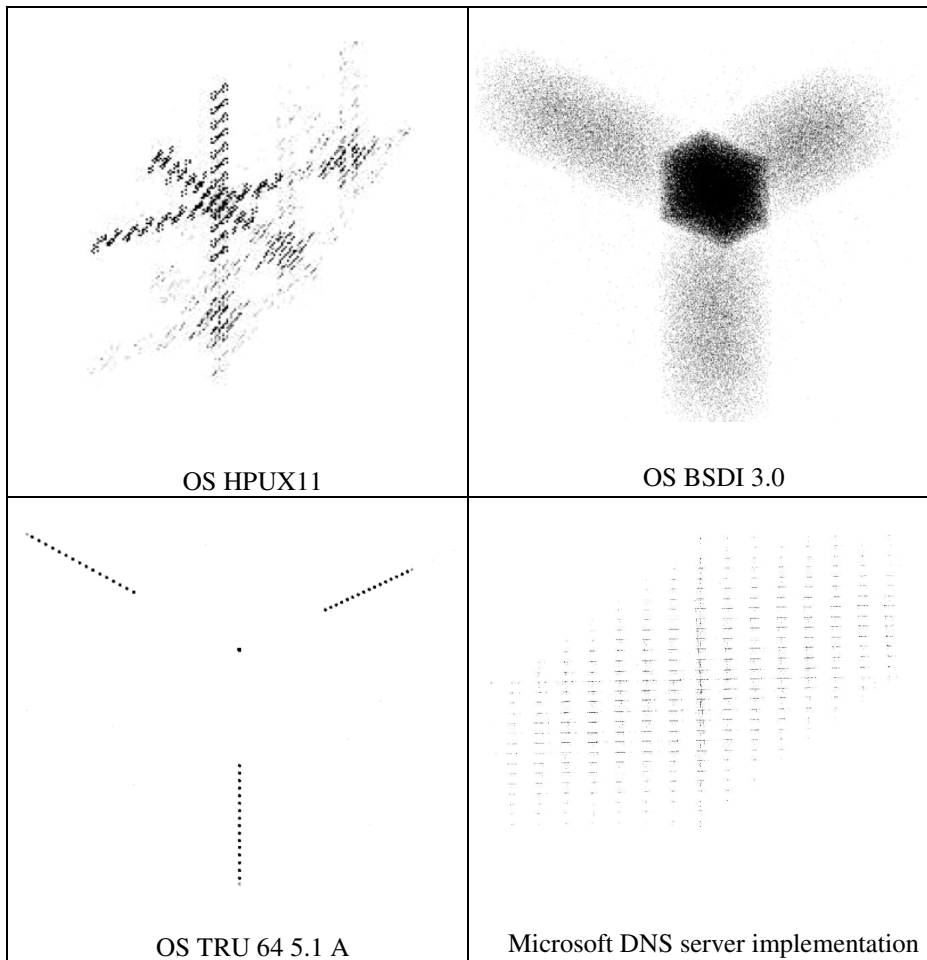 OS HPUX11
OS BSDI 3.0
OS TRU 64 5.1 A
Microsoft DNS server implementation